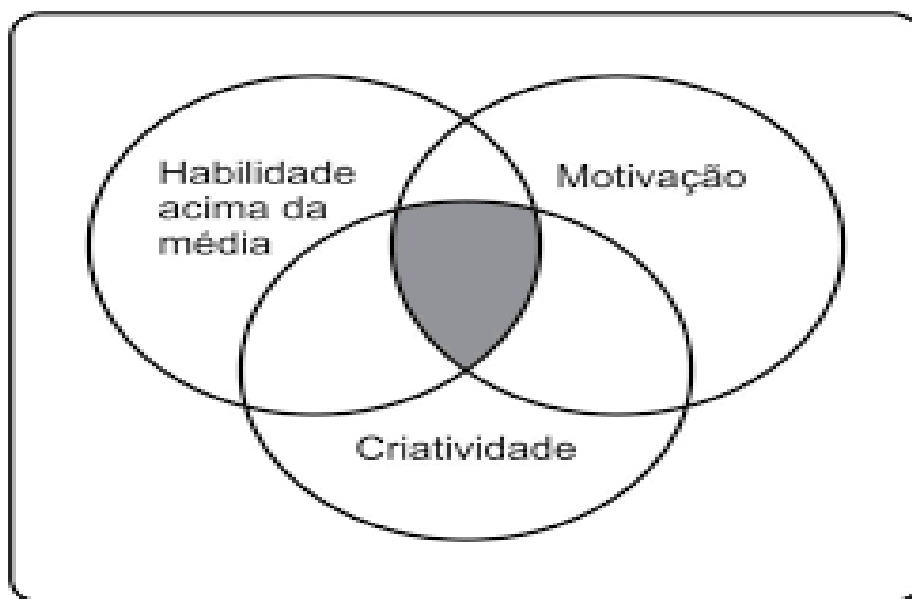 Habilidade
acima da
média
Motivação
Criatividade